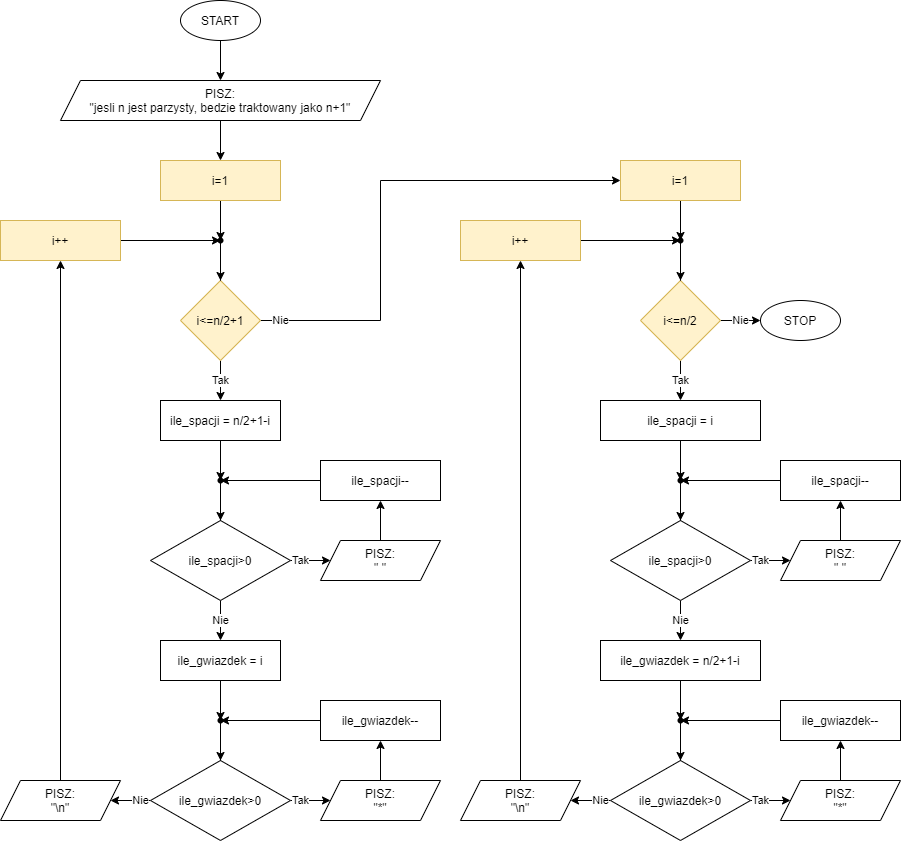 START
PISZ:
"jesli n jest parzysty, bedzie traktowany jako n+1"
i=1
i++
i<=n/2+1
Nie
Tak
ile_spacji = n/2+1-i
ile_spacji--
ile_spacji>0
Tak
PISZ:
" "
Nie
ile_gwiazdek = i
ile_gwiazdek--
ile_gwiazdek>0
Tak
PISZ:
"*"
Nie
PISZ:
"\n"
i=1
i++
i<=n/2
Nie
STOP
Tak
ile_spacji = i
ile_spacji--
ile_spacji>0
Tak
PISZ:
" "
Nie
ile_gwiazdek = n/2+1-i
ile_gwiazdek--
ile_gwiazdek>0
Tak
PISZ:
"*"
Nie
PISZ:
"\n"